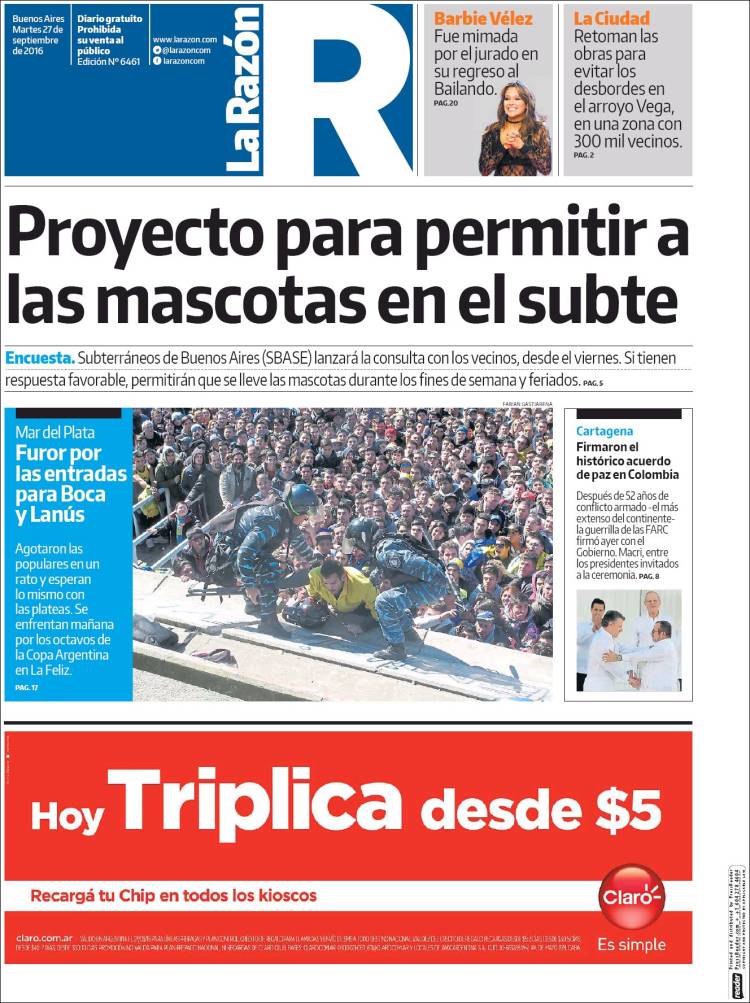 Buenos Aires
Martes 27 de
septiembre
de 2016
Diario gratuito
Prohibida
su venta al
público
Edición Nº 6461
www.larazon.com
@larazoncom
larazoncom
La Razón
R
Barbie Vélez
Fue mimada
por el jurado en
su regreso al
Bailando.
PAG.20
La Ciudad
Retoman las
obras para
evitar los
desbordes en
el arroyo Vega,
en una zona con
300 mil vecinos.
PAG. 2
Proyecto para permitir a
las mascotas en el subte
Encuesta. Subterráneos de Buenos Aires (SBASE) lanzará la consulta con los vecinos, desde el viernes. Si tienen
respuesta favorable, permitirán que se lleve las mascotas durante los fines de semana y feriados. PAG. 5
Mar del Plata
Furor por
las entradas
para Boca
y Lanús
Agotaron las
populares en un
rato y esperan
lo mismo con
las plateas. Se
enfrentan mañana
por los octavos de
la Copa Argentina
en La Feliz.
PAG. 17
FABIAN GASTIARENA
Cartagena
Firmaron el
histórico acuerdo
de paz en Colombia
Después de 52 años de
conflicto armado -el más
extenso del continente-
la guerrilla de las FARC
firmó ayer con el
Gobierno. Macri, entre
los presidentes invitados
a la ceremonia. PAG. 8
Hoy Triplica desde $5
Recargá tu Chip en todos los kioscos
Claro
Es simple
claro.com.ar
Printed and distributed by PressReader